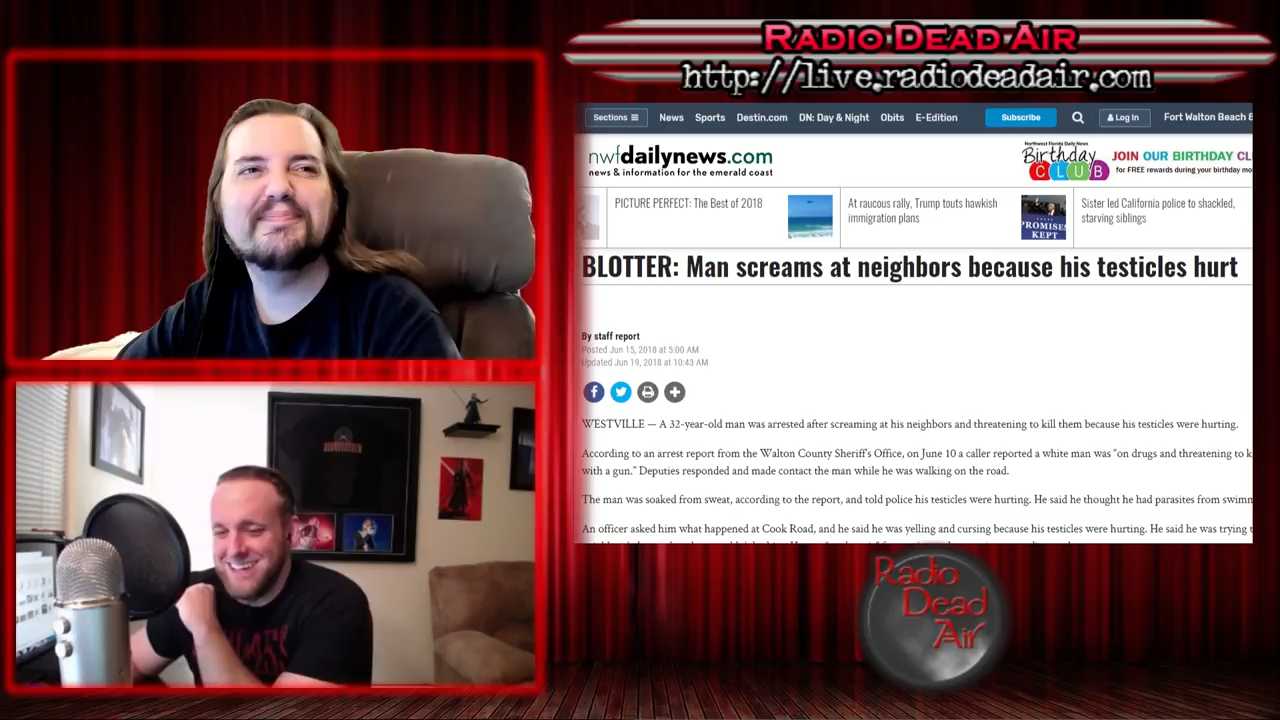 RADIO DEAD AIR
http://live.radiodeadair.com
Sections
News
Sports
Destin.com
DN: Day & Night
Obits
E-Edition
Subscribe
Log In
Fort Walton Beach &
nwfdailynews.com
news & information for the emerald coast
Northwest Florida Daily News
Birthday
CLUB
JOIN OUR BIRTHDAY CL
for FREE rewards during your birthday mo
PICTURE PERFECT: The Best of 2018
At raucous rally, Trump touts hawkish
immigration plans
PROMISES
KEPT
Sister led California police to shackled,
starving siblings
BLOTTER: Man screams at neighbors because his testicles hurt
By staff report
Posted Jun 15, 2018 at 5:00 AM
Updated Jun 19, 2018 at 10:43 AM
WESTVILLE — A 32-year-old man was arrested after screaming at his neighbors and threatening to kill them because his testicles were hurting.
According to an arrest report from the Walton County Sheriff's Office, on June 10 a caller reported a white man was "on drugs and threatening to k
with a gun." Deputies responded and made contact the man while he was walking on the road.
The man was soaked from sweat, according to the report, and told police his testicles were hurting. He said he thought he had parasites from swimm
An officer asked him what happened at Cook Road, and he said he was yelling and cursing because his testicles were hurting. He said he was trying t
Radio
Dead
Air